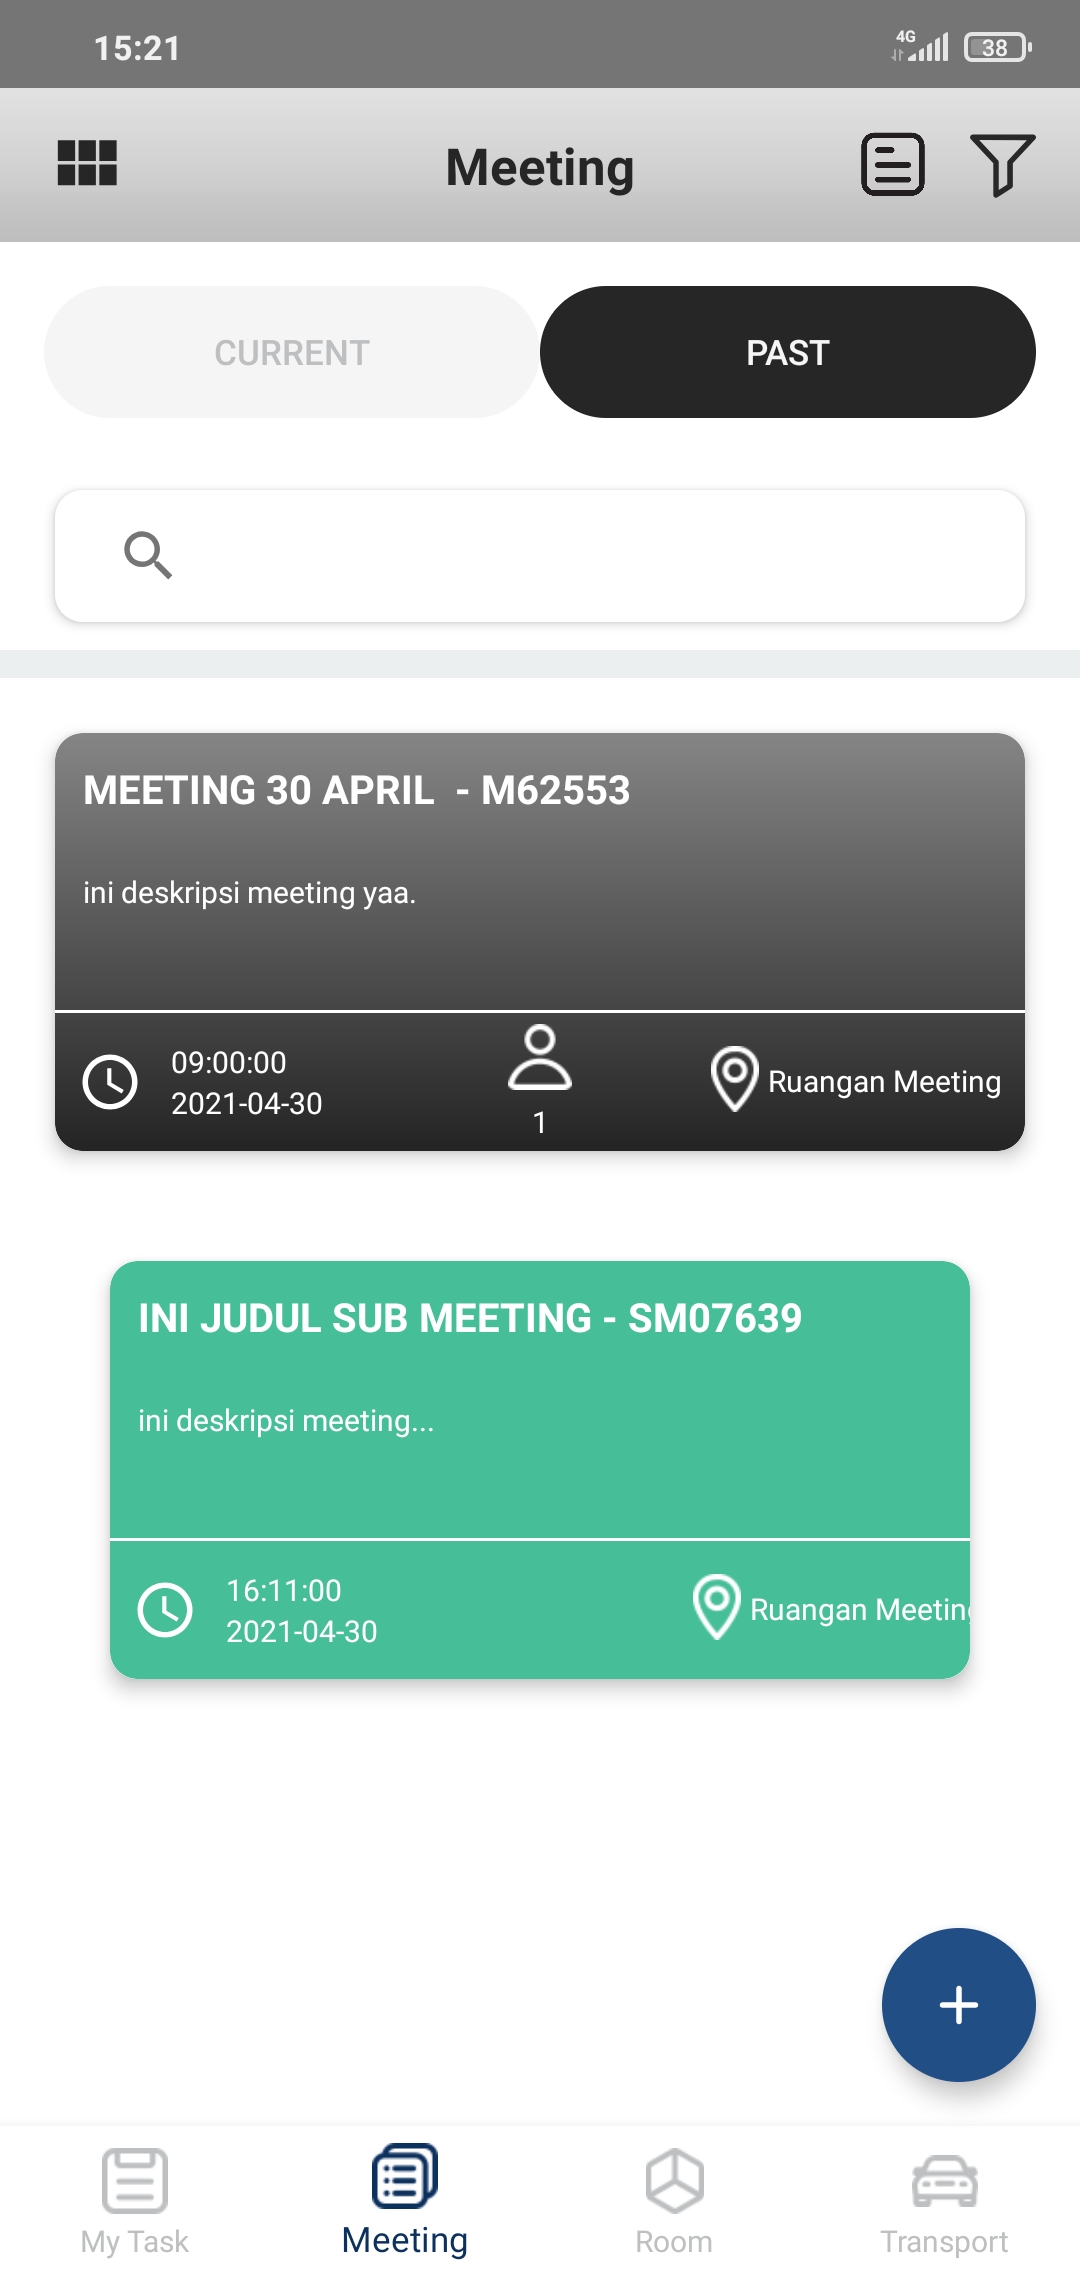 15:21
4G
38
Meeting
CURRENT
PAST
MEETING 30 APRIL  - M62553
ini deskripsi meeting yaa.
09:00:00
2021-04-30
1
Ruangan Meeting
INI JUDUL SUB MEETING - SM07639
ini deskripsi meeting...
16:11:00
2021-04-30
Ruangan Meeting
My Task
Meeting
Room
Transport